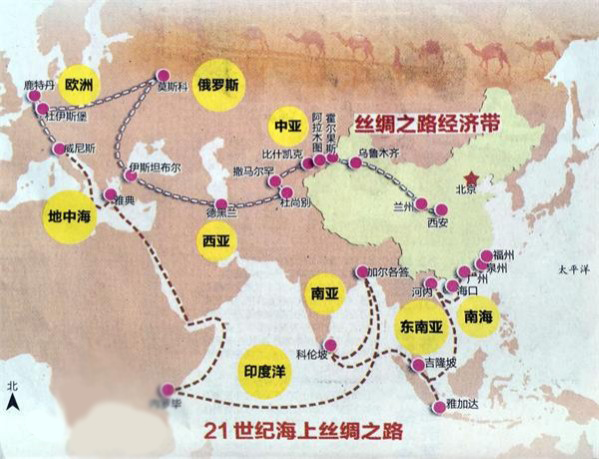 鹿特丹
欧洲
莫斯科
俄罗斯
杜伊斯堡
威尼斯
中亚
阿拉木图
霍尔果斯
丝绸之路经济带
比什凯克
乌鲁木齐
伊斯坦布尔
撒马尔罕
北京
雅典
杜尚别
兰州
德黑兰
西安
地中海
西亚
福州
泉州
广州
太平洋
加尔各答
河内
海口
南亚
东南亚
南海
科伦坡
吉隆坡
印度洋
北
雅加达
21世纪海上丝绸之路